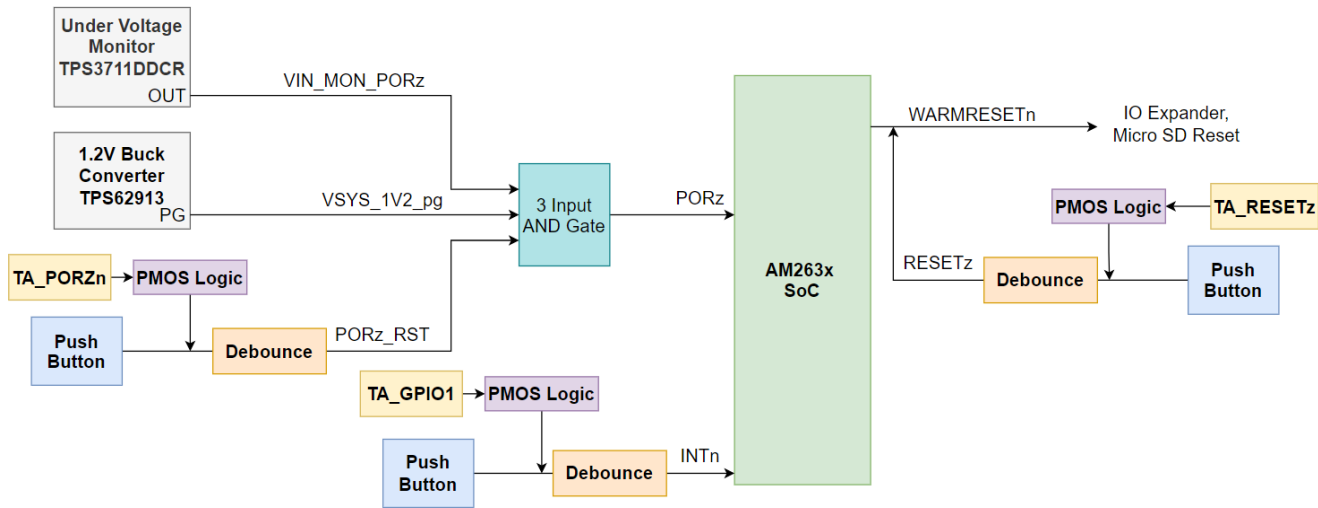 Under Voltage
Monitor
TPS3711DDCR
OUT
VIN_MON_PORz
1.2V Buck
Converter
TPS62913
PG
VSYS_1V2_pg
3 Input
AND Gate
PORz
TA_PORZn
PMOS Logic
Push
Button
Debounce
PORz_RST
TA_GPIO1
PMOS Logic
Push
Button
Debounce
INTn
AM263x
SoC
WARMRESETn
IO Expander,
Micro SD Reset
PMOS Logic
TA_RESETz
RESETz
Debounce
Push
Button